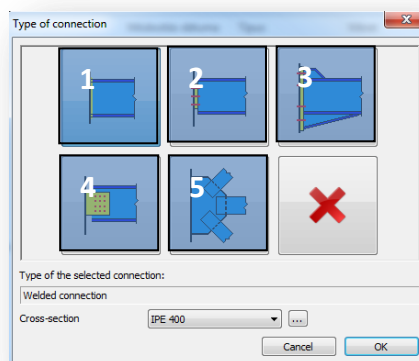 Type of connection
x
1
2
3
4
5
Type of the selected connection:
Welded connection
Cross-section
IPE 400
...
Cancel
OK